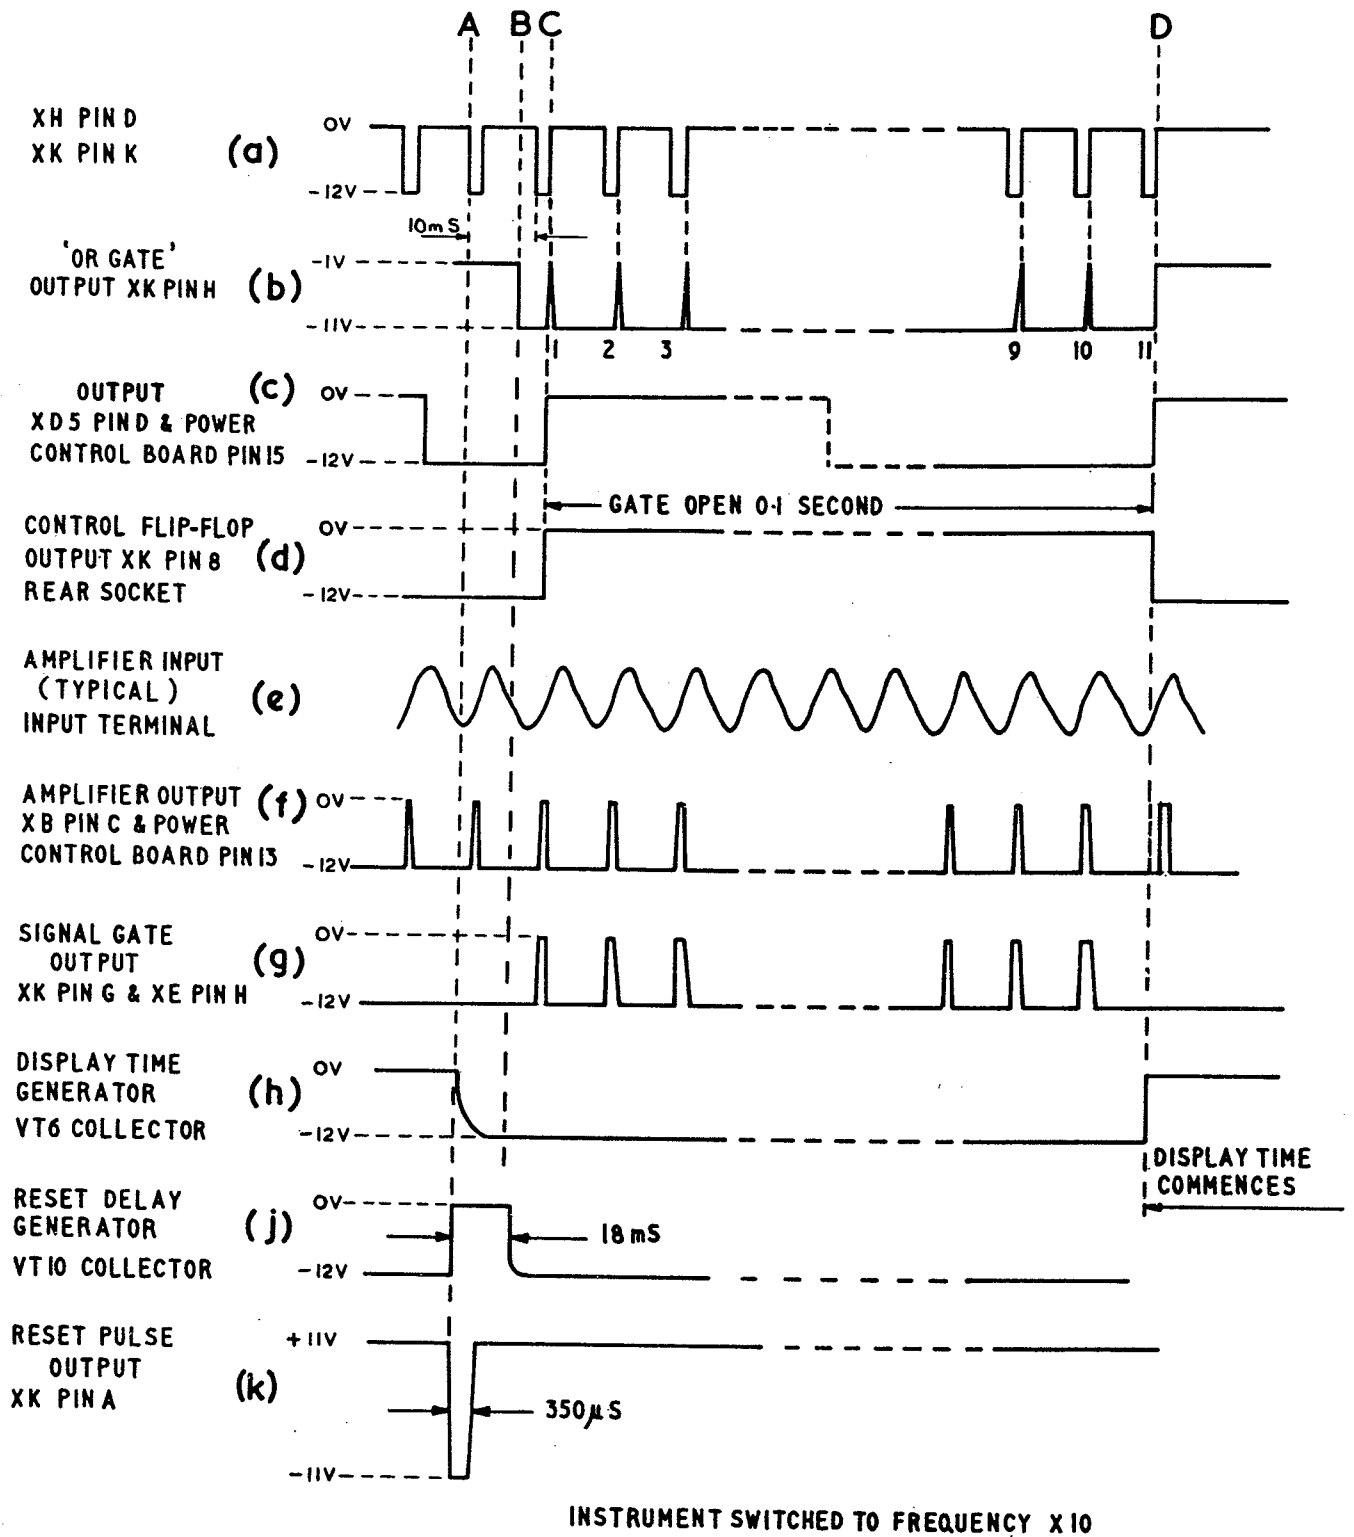 A B C D
XH PIN D
XK PIN K
(a)
0V
-12V
10mS
'OR GATE'
OUTPUT XK PIN H
(b)
-1V
-11V
1 2 3 9 10 11
OUTPUT
XD5 PIN D & POWER
CONTROL BOARD PIN 15
(c)
0V
-12V
GATE OPEN 0·1 SECOND
CONTROL FLIP-FLOP
OUTPUT XK PIN 8
REAR SOCKET
(d)
0V
-12V
AMPLIFIER INPUT
(TYPICAL)
INPUT TERMINAL
(e)
AMPLIFIER OUTPUT
XB PIN C & POWER
CONTROL BOARD PIN 13
(f)
0V
-12V
SIGNAL GATE
OUTPUT
XK PIN G & XE PIN H
(g)
0V
-12V
DISPLAY TIME
GENERATOR
VT6 COLLECTOR
(h)
0V
-12V
DISPLAY TIME
COMMENCES
RESET DELAY
GENERATOR
VT10 COLLECTOR
(j)
0V
-12V
18mS
RESET PULSE
OUTPUT
XK PIN A
(k)
+11V
350µS
-11V
INSTRUMENT SWITCHED TO FREQUENCY X10